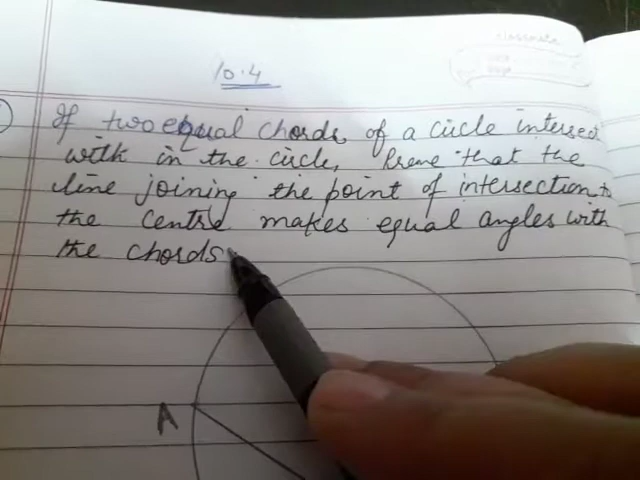 classmate
10.4
If two equal chords of a circle intersect
with in the circle, Prove that the
line joining the point of intersection to
the centre makes equal angles with
the chords
A